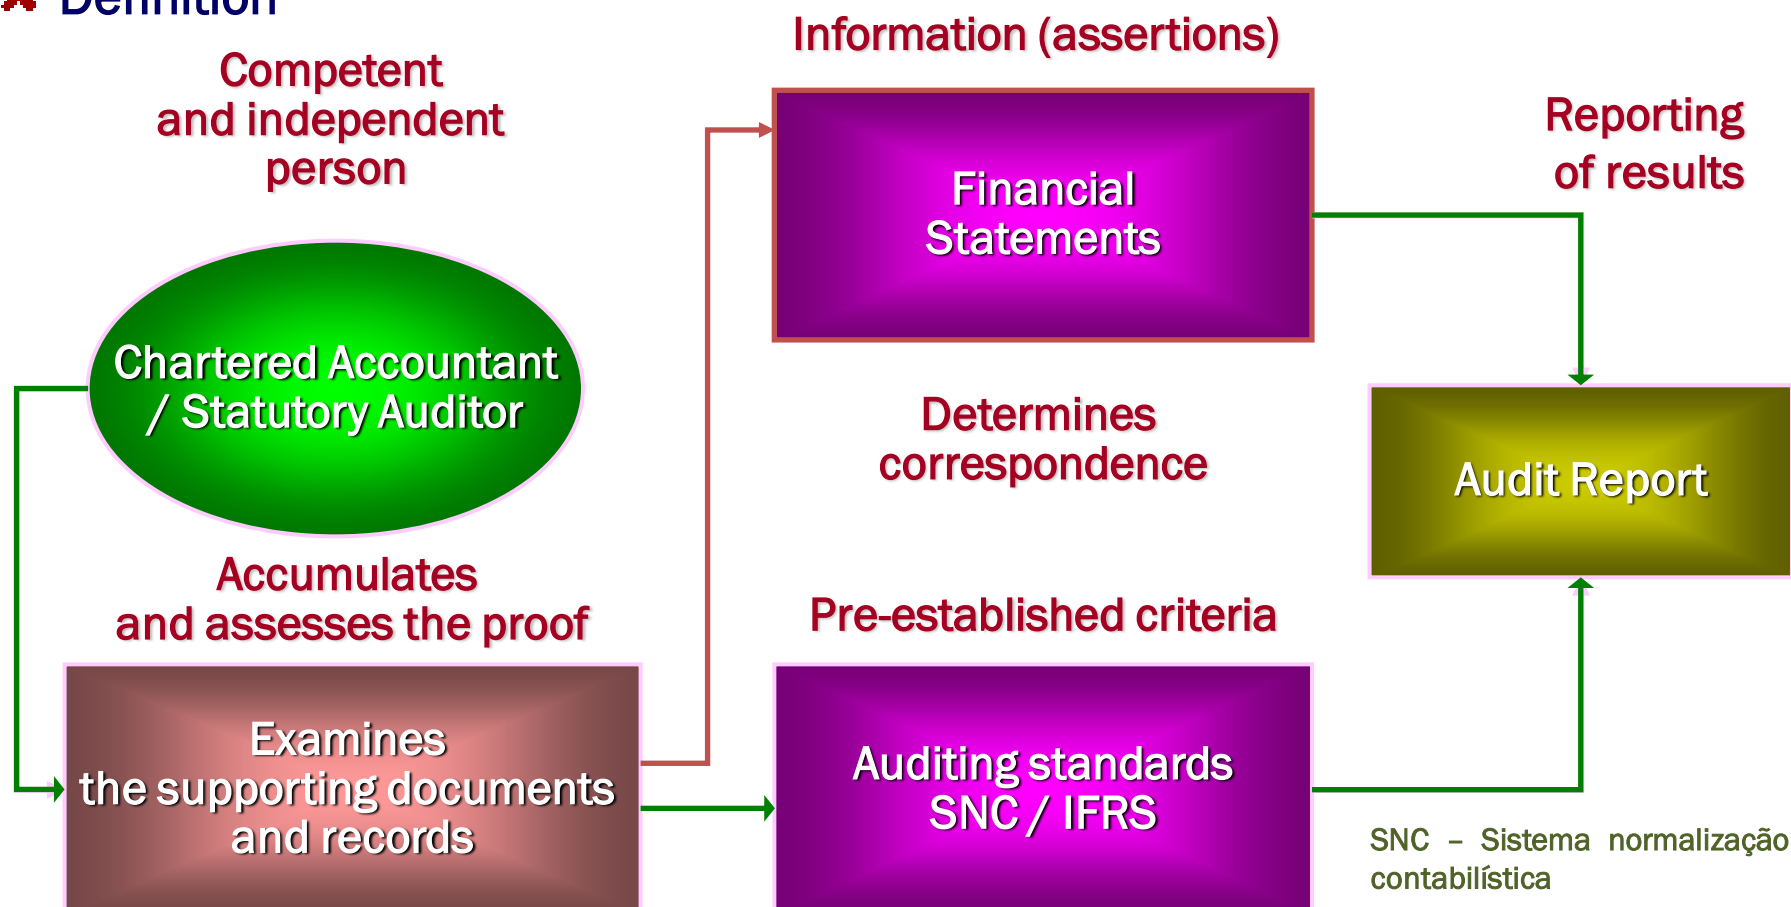 Definition
Competent
and independent
person
Chartered Accountant
/ Statutory Auditor
Accumulates
and assesses the proof
Examines
the supporting documents
and records
Information (assertions)
Financial
Statements
Determines
correspondence
Pre-established criteria
Auditing standards
SNC / IFRS
Reporting
of results
Audit Report
SNC – Sistema normalização
contabilística